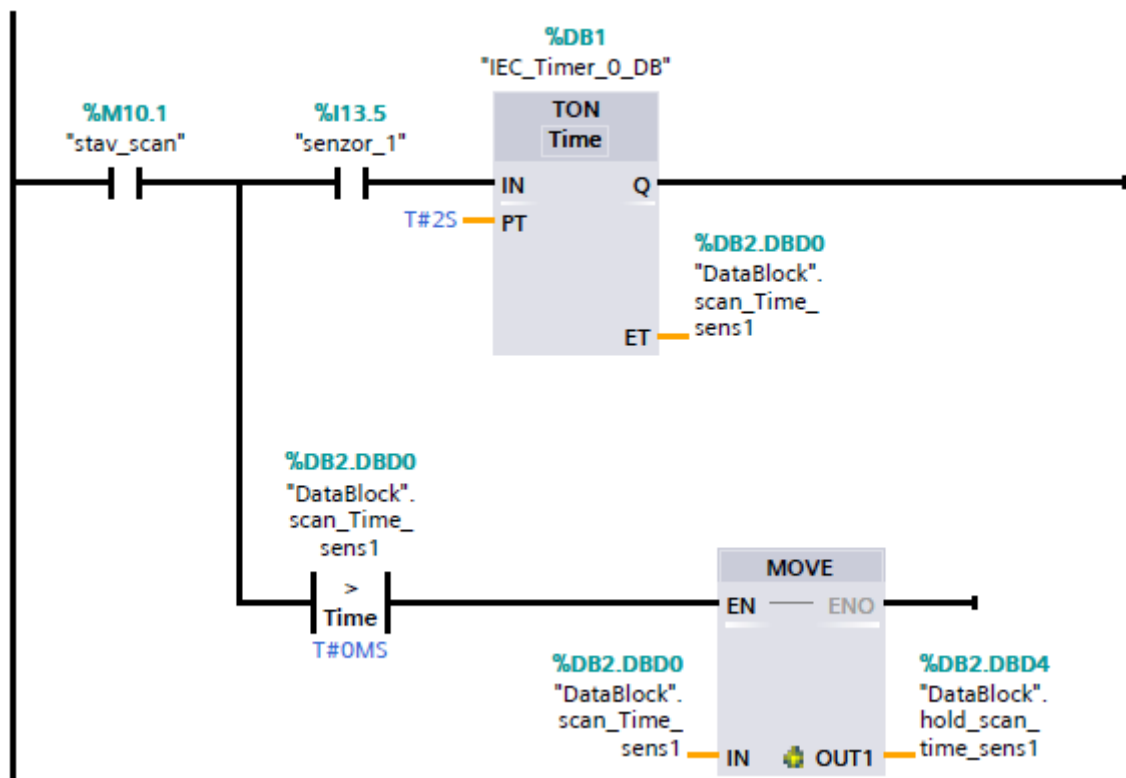 %DB1
"IEC_Timer_0_DB"
%M10.1
"stav_scan"
%I13.5
"senzor_1"
TON
Time
IN
Q
T#2S
PT
%DB2.DBD0
"DataBlock".
scan_Time_
sens1
ET
%DB2.DBD0
"DataBlock".
scan_Time_
sens1
>
Time
T#0MS
MOVE
EN
ENO
%DB2.DBD0
"DataBlock".
scan_Time_
sens1
IN
OUT1
%DB2.DBD4
"DataBlock".
hold_scan_
time_sens1